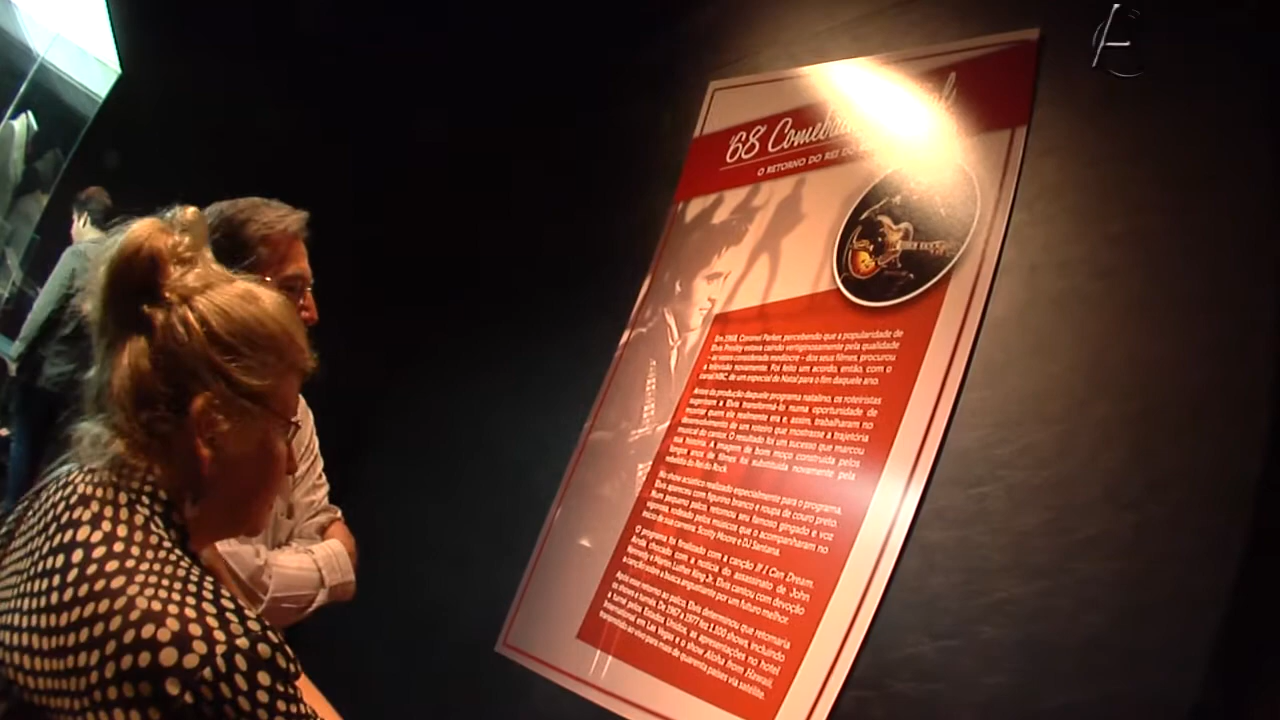 '68 Comeback
O RETORNO DO REI DO
Em 1968, Coronel Parker, percebendo que a popularidade de
Elvis Presley estava caindo vertiginosamente pela qualidade
– às vezes considerada medíocre – dos seus filmes, procurou
a televisão novamente. Foi feito um acordo, então, com o
canal NBC, de um especial de Natal para o fim daquele ano.
Antes da produção daquele programa natalino, os roteiristas
sugeriram a Elvis transformá-lo numa oportunidade de
mostrar quem ele realmente era e, assim, trabalharam no
desenvolvimento de um roteiro que mostrasse a trajetória
musical do cantor. O resultado foi um sucesso que marcou
sua história. A imagem de bom moço construída pelos
longos anos de filmes foi substituída novamente pela
rebeldia do Rei do Rock.
No show acústico realizado especialmente para o programa,
Elvis apareceu com figurino branco e roupa de couro preto.
Num pequeno palco, retomou seu famoso gingado e voz
vigorosa, rodeado pelos músicos que o acompanharam no
início de sua carreira: Scotty Moore e DJ Santana.
O programa foi finalizado com a canção If I Can Dream.
Ainda chocado com a notícia do assassinato de John
Kennedy e Martin Luther King Jr., Elvis cantou com devoção
a canção sobre a busca angustiante por um futuro melhor.
Após esse retorno ao palco, Elvis determinou que retornaria
os shows e turnês. De 1967 a 1977 fez 1.100 shows, incluindo
a turnê pelos Estados Unidos, as apresentações no hotel
International em Las Vegas e o show Aloha from Hawaii,
transmitido ao vivo para mais de quarenta países via satélite.